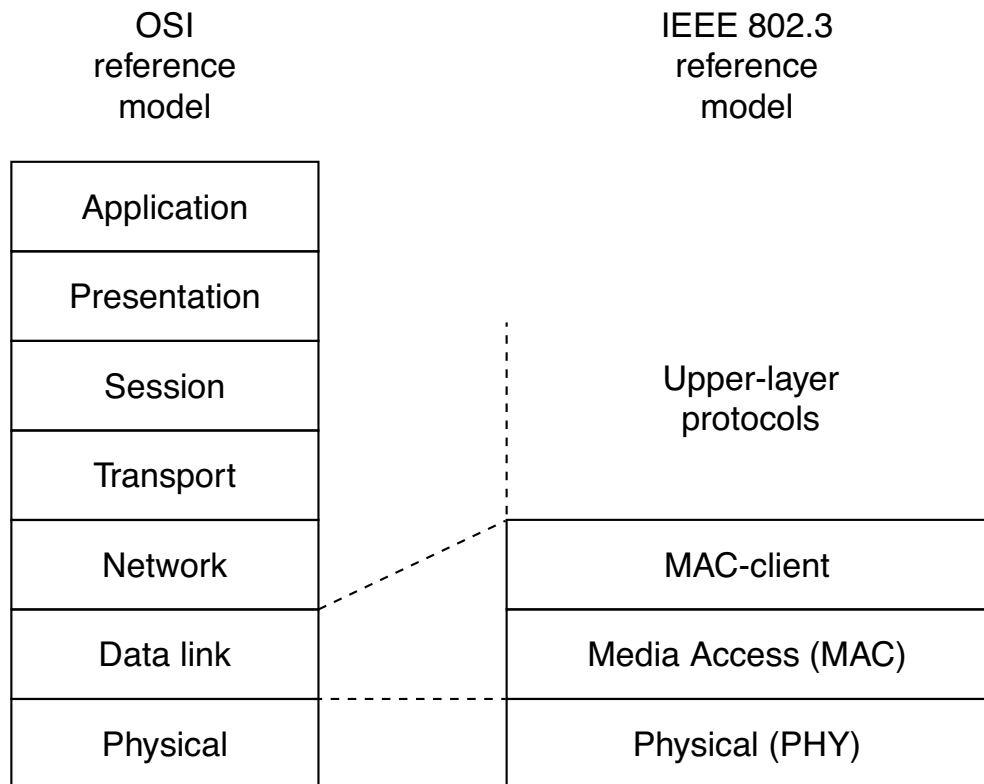 OSI
reference
model
IEEE 802.3
reference
model
Application
Presentation
Session
Transport
Network
Data link
Physical
Upper-layer
protocols
MAC-client
Media Access (MAC)
Physical (PHY)